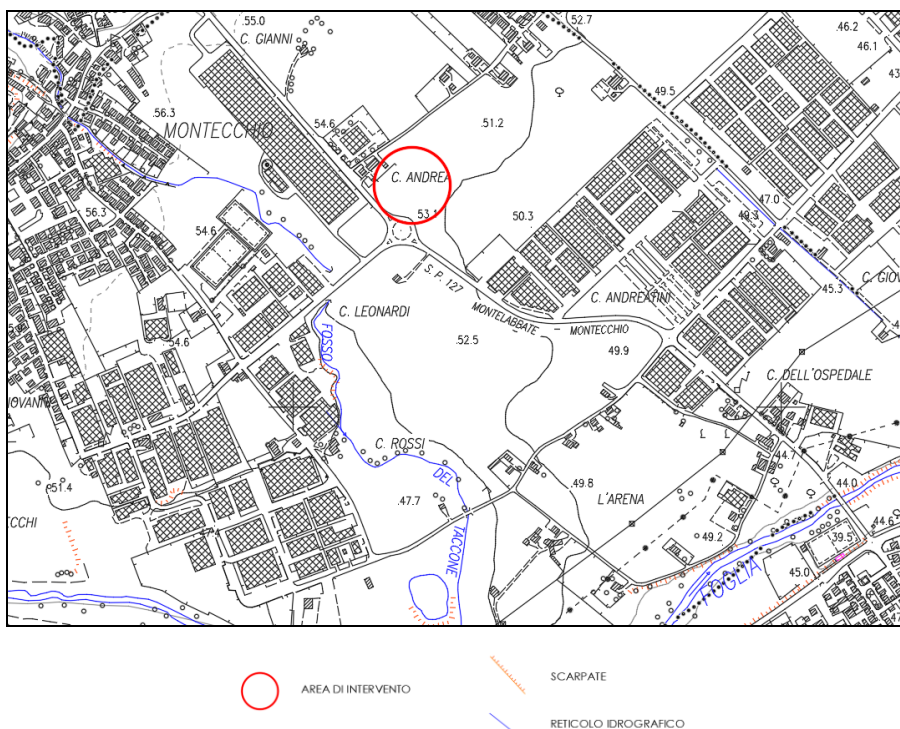 55.0
C. GIANNI
52.7
46.2
46.1
43
49.5
56.3
MONTECCHIO
54.6
51.2
C. ANDREA
47.0
56.3
53.1
50.3
49.3
54.6
C. GIOV
S. P. 127
45.3
C. ANDREATINI
C. LEONARDI
MONTELABBATE
MONTECCHIO
FOSSO
52.5
54.6
49.9
C. DELL'OSPEDALE
IOVANNI
C. ROSSI
DEL
44.7
51.4
49.8
L'ARENA
44.0
47.7
ECCHI
47.4
TACCONE
49.2
39.5
44.6
FOGLIA
45.0
AREA DI INTERVENTO
SCARPATE
RETICOLO IDROGRAFICO